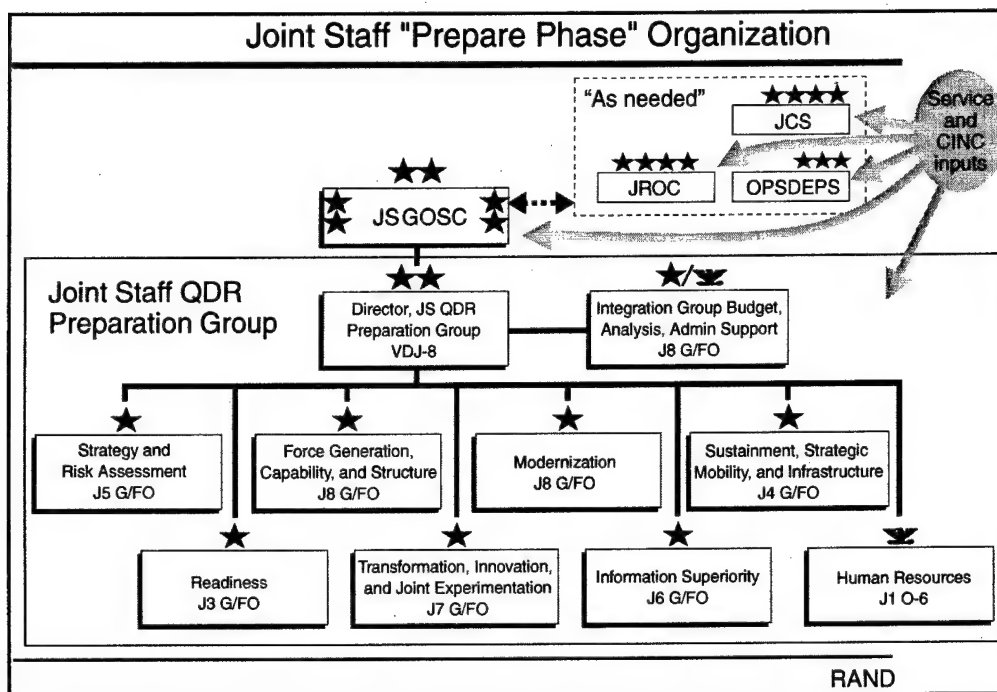 Joint Staff "Prepare Phase" Organization
"As needed"
JCS
JROC
OPSDEPS
Service
and
CINC
inputs
JSGOSC
Joint Staff QDR
Preparation Group
Director, JS QDR
Preparation Group
VDJ-8
Integration Group Budget,
Analysis, Admin Support
J8 G/FO
Strategy and
Risk Assessment
J5 G/FO
Force Generation,
Capability, and Structure
J8 G/FO
Modernization
J8 G/FO
Sustainment, Strategic
Mobility, and Infrastructure
J4 G/FO
Readiness
J3 G/FO
Transformation, Innovation,
and Joint Experimentation
J7 G/FO
Information Superiority
J6 G/FO
Human Resources
J1 O-6
RAND